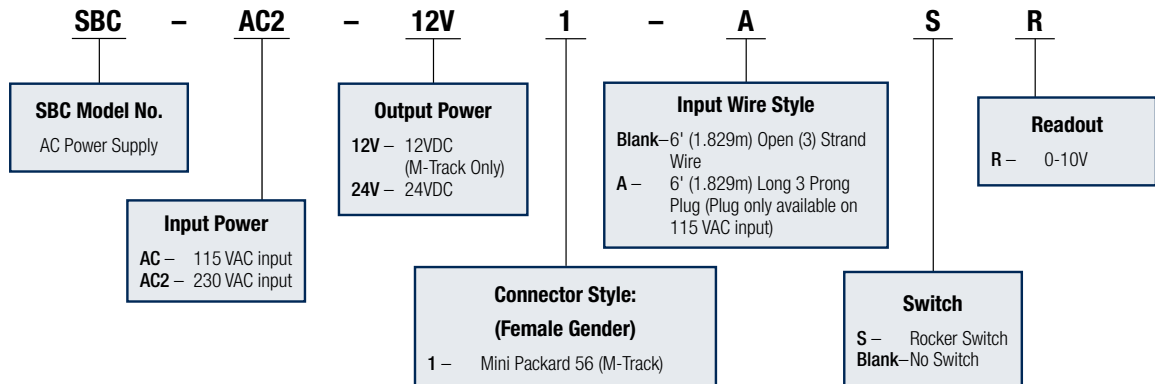 SBC – AC2 – 12V 1 – A S R
SBC Model No.
AC Power Supply
Input Power
AC – 115 VAC input
AC2 – 230 VAC input
Output Power
12V – 12VDC
(M-Track Only)
24V – 24VDC
Connector Style:
(Female Gender)
1 – Mini Packard 56 (M-Track)
Input Wire Style
Blank–6' (1.829m) Open (3) Strand
Wire
A – 6' (1.829m) Long 3 Prong
Plug (Plug only available on
115 VAC input)
Switch
S – Rocker Switch
Blank–No Switch
Readout
R – 0-10V